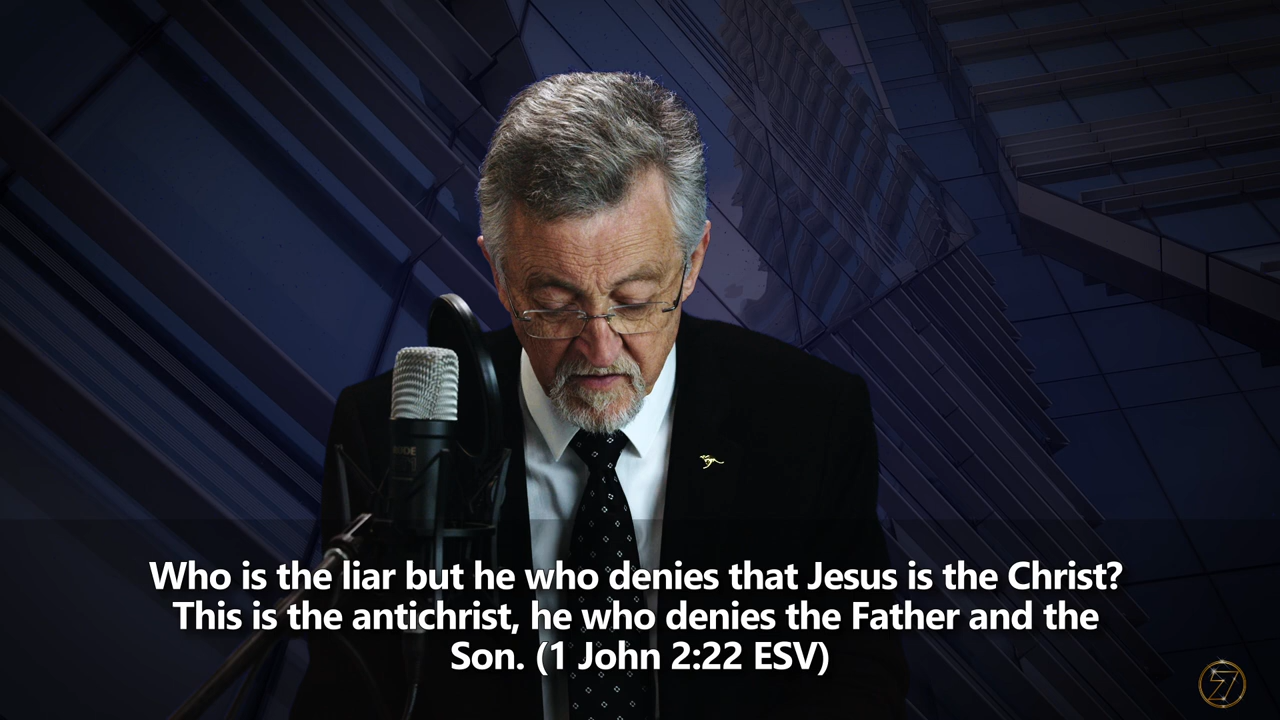 RODE
Who is the liar but he who denies that Jesus is the Christ?
This is the antichrist, he who denies the Father and the
Son. (1 John 2:22 ESV)